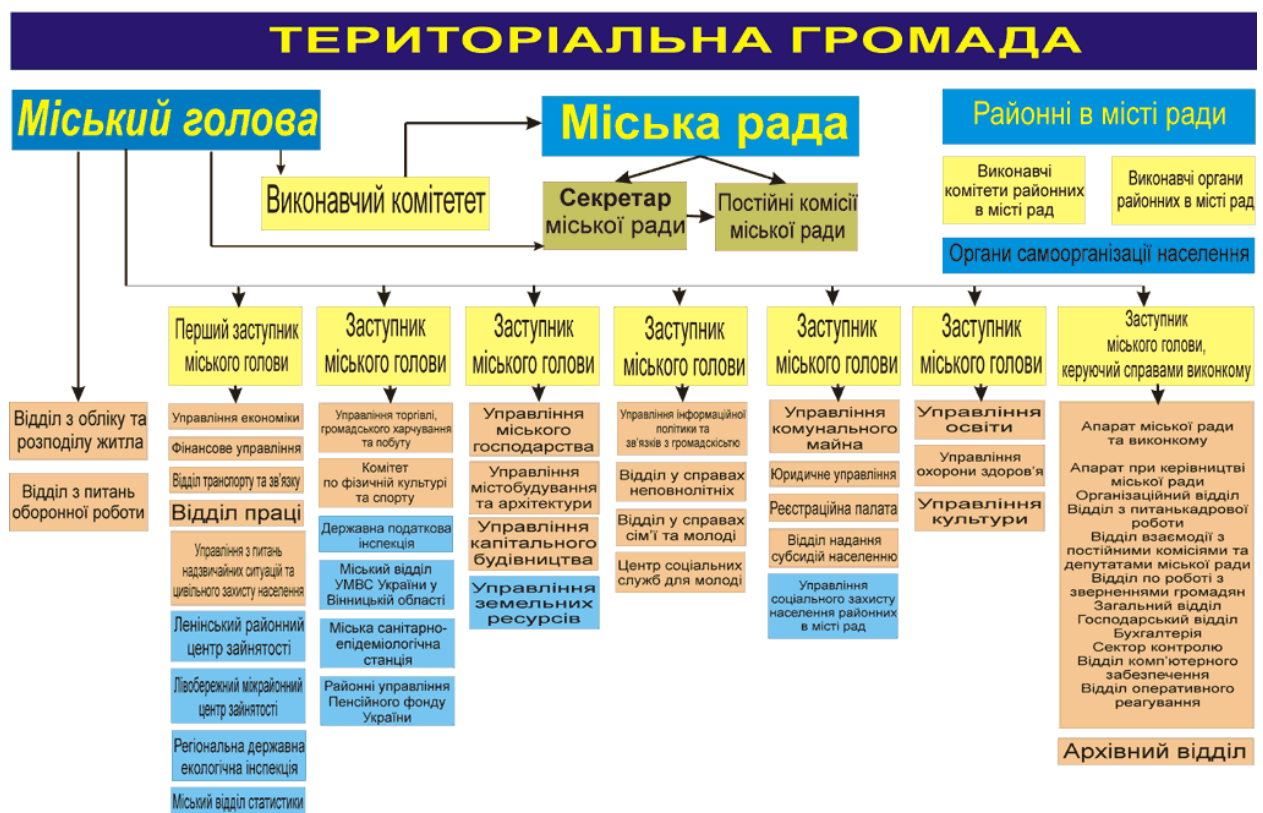 ТЕРИТОРІАЛЬНА ГРОМАДА
Міський голова
Виконавчий комітетет
Міська рада
Секретар
міської ради
Постійні комісії
міської ради
Районні в місті ради
Виконавчі
комітети районних
в місті рад
Виконавчі органи
районних в місті рад
Органи самоорганізації населення
Відділ з обліку та
розподілу житла
Відділ з питань
оборонної роботи
Перший заступник
міського голови
Управління економіки
Фінансове управління
Відділ транспорту та зв'язку
Відділ праці
Управління з питань
надзвичайних ситуацій та
цивільного захисту населення
Ленінський районний
центр зайнятості
Лівобережний міжрайонний
центр зайнятості
Регіональна державна
екологічна інспекція
Міський відділ статистики
Заступник
міського голови
Управління торгівлі,
громадського харчування
та побуту
Комітет
по фізичній культурі
та спорту
Державна податкова
інспекція
Міський відділ
УМВС України у
Вінницькій області
Міська санітарно-
епідеміологічна
станція
Районні управління
Пенсійного фонду
України
Заступник
міського голови
Управління
міського
господарства
Управління
містобудування
та архітектури
Управління
капітального
будівництва
Управління
земельних
ресурсів
Заступник
міського голови
Управління інформаційної
політики та
зв'язків з громадскісьтю
Відділ у справах
неповнолітніх
Відділ у справах
сім'ї та молоді
Центр соціальних
служб для молоді
Заступник
міського голови
Управління
комунального
майна
Юридичне управління
Реєстраційна палата
Відділ надання
субсидій населенню
Управління
соціального захисту
населення районних
в місті рад
Заступник
міського голови
Управління
освіти
Управління
охорони здоров'я
Управління
культури
Заступник
міського голови,
керуючий справами виконкому
Апарат міської ради
та виконкому
Апарат при керівництві
міської ради
Організаційний відділ
Відділ з питанькадрової
роботи
Відділ взаємодії з
постійними комісіями та
депутатами міської ради
Відділ по роботі з
зверненнями громадян
Загальний відділ
Господарський відділ
Бухгалтерія
Сектор контролю
Відділ комп'ютерного
забезпечення
Відділ оперативного
реагування
Архівний відділ